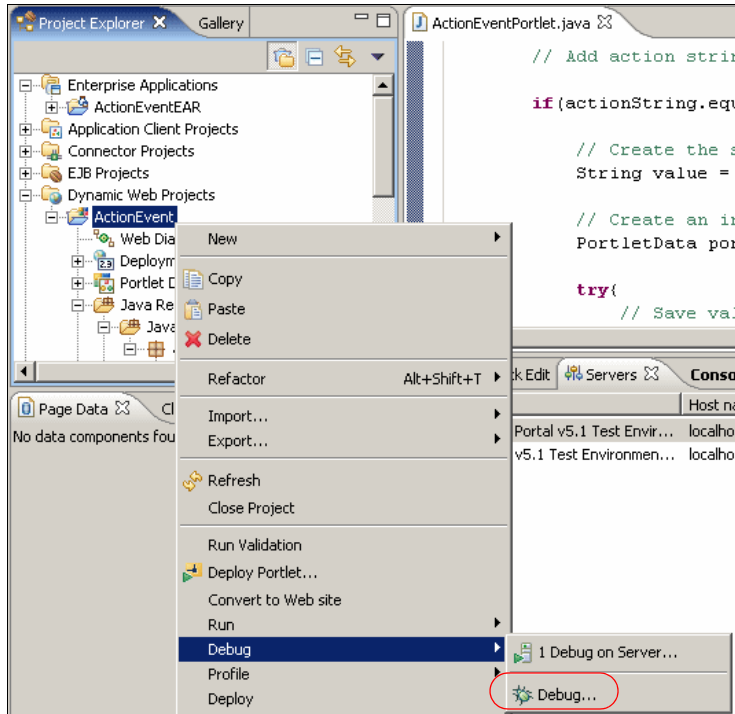 Project Explorer
Gallery
Enterprise Applications
ActionEventEAR
Application Client Projects
Connector Projects
EJB Projects
Dynamic Web Projects
ActionEvent
Web Dia
Deploym
Portlet D
Java Re
Java
ActionEventPortlet.java
// Add action strin
if(actionString.equ
// Create the s
String value =
// Create an in
PortletData por
try{
// Save val
New
Copy
Paste
Delete
Refactor Alt+Shift+T
Import...
Export...
Refresh
Close Project
Run Validation
Deploy Portlet...
Convert to Web site
Run
Debug
Profile
Deploy
1 Debug on Server...
Debug...
Page Data
Cl
No data components fou
k Edit
Servers
Conso
Host na
Portal v5.1 Test Envir... localho
v5.1 Test Environmen... localho